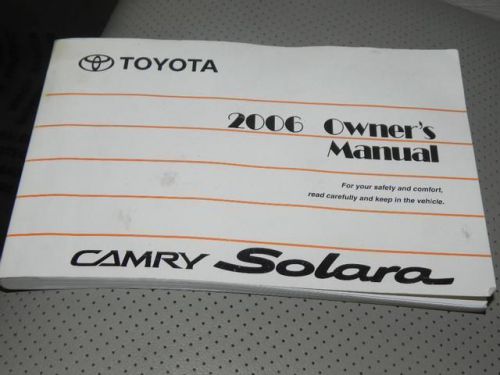 TOYOTA
2006 Owner's
Manual
For your safety and comfort,
read carefully and keep in the vehicle.
CAMRY Solara